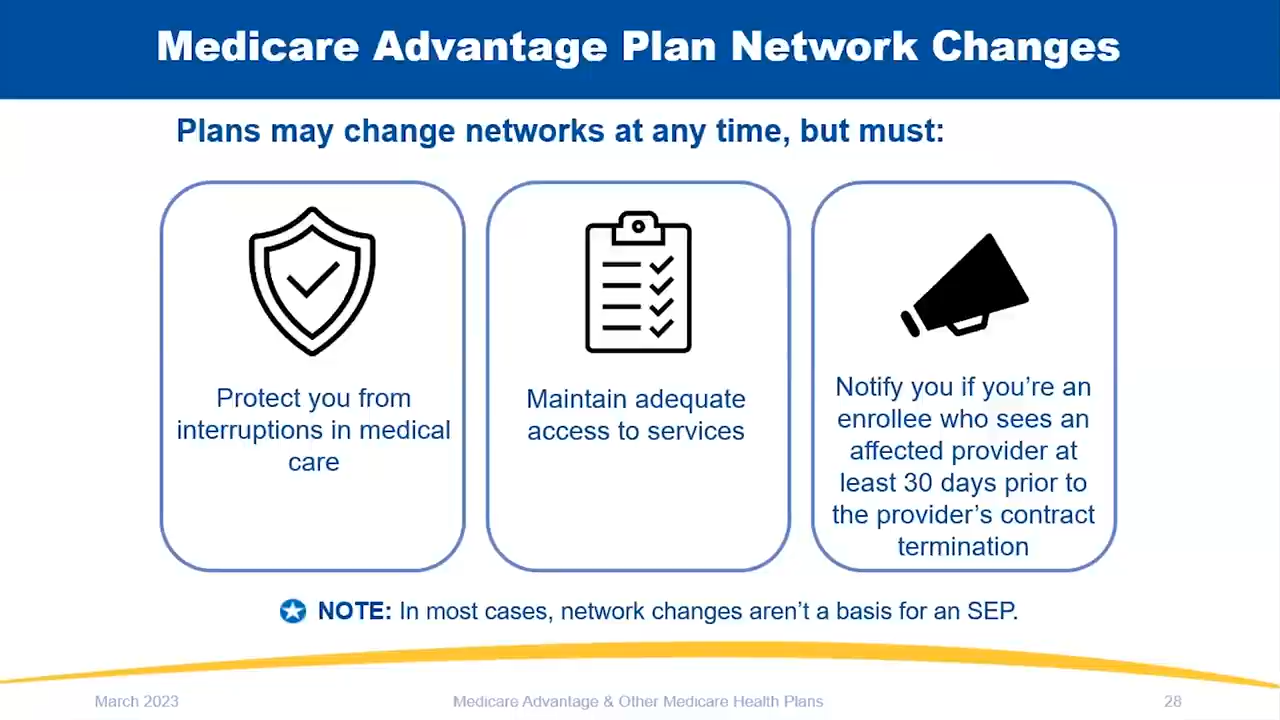 Medicare Advantage Plan Network Changes
Plans may change networks at any time, but must:
Protect you from
interruptions in medical
care
Maintain adequate
access to services
Notify you if you’re an
enrollee who sees an
affected provider at
least 30 days prior to
the provider’s contract
termination
NOTE: In most cases, network changes aren’t a basis for an SEP.
March 2023
Medicare Advantage & Other Medicare Health Plans
28